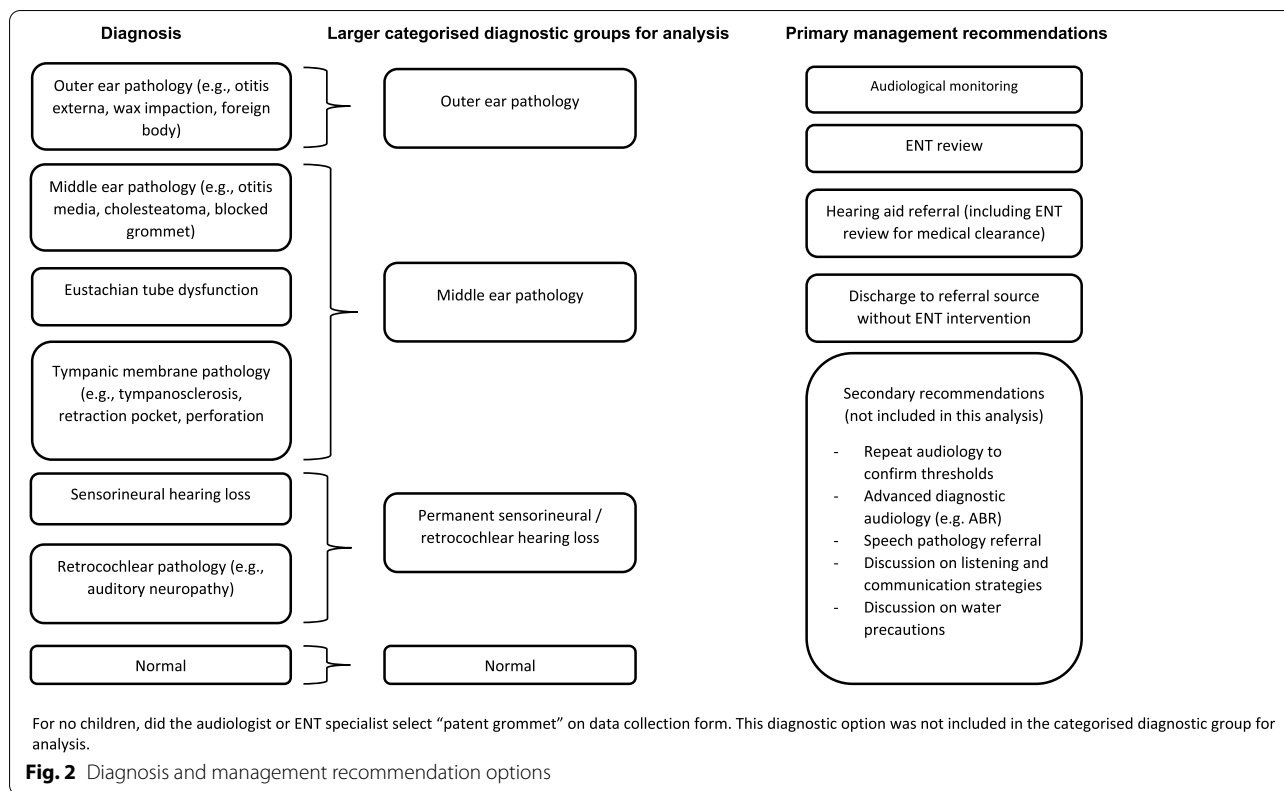 Diagnosis
Larger categorised diagnostic groups for analysis
Primary management recommendations
Outer ear pathology (e.g., otitis
externa, wax impaction, foreign
body)
Middle ear pathology (e.g., otitis
media, cholesteatoma, blocked
grommet)
Eustachian tube dysfunction
Tympanic membrane pathology
(e.g., tympanosclerosis,
retraction pocket, perforation
Sensorineural hearing loss
Retrocochlear pathology (e.g.,
auditory neuropathy)
Normal
Outer ear pathology
Middle ear pathology
Permanent sensorineural /
retrocochlear hearing loss
Normal
Audiological monitoring
ENT review
Hearing aid referral (including ENT
review for medical clearance)
Discharge to referral source
without ENT intervention
Secondary recommendations
(not included in this analysis)
- Repeat audiology to
confirm thresholds
- Advanced diagnostic
audiology (e.g. ABR)
- Speech pathology referral
- Discussion on listening and
communication strategies
- Discussion on water
precautions
For no children, did the audiologist or ENT specialist select “patent grommet” on data collection form. This diagnostic option was not included in the categorised diagnostic group for
analysis.
Fig. 2 Diagnosis and management recommendation options